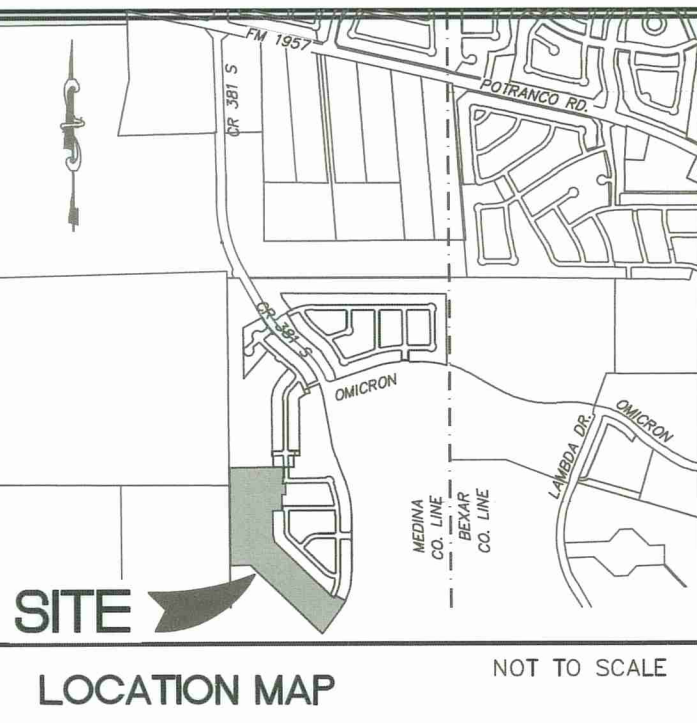 FM 1957
POTRANCO RD.
CR 381 S
CR 381 S
OMICRON
OMICRON
LAMBDA DR.
MEDINA
CO. LINE
BEXAR
CO. LINE
SITE
NOT TO SCALE
LOCATION MAP